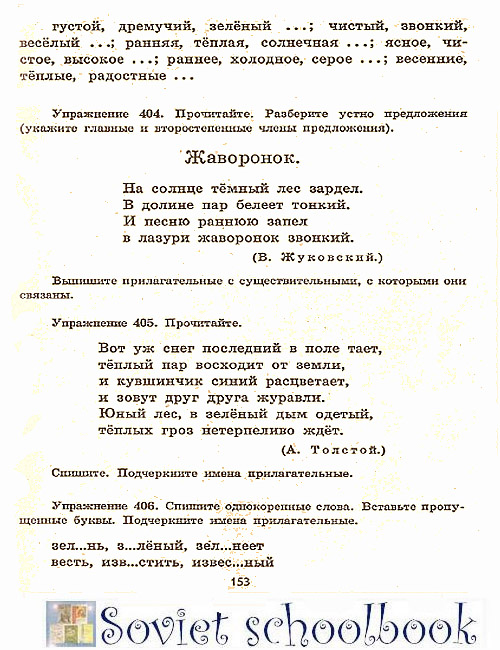 густой, дремучий, зелёный ...; чистый, звонкий,
весёлый ...; ранняя, тёплая, солнечная ...; ясное, чи-
стое, высокое ...; раннее, холодное, серое ...; весенние,
тёплые, радостные ...
Упражнение 404. Прочитайте. Разберите устно предложения
(укажите главные и второстепенные члены предложения).
Жаворонок.
На солнце тёмный лес зардел.
В долине пар белеет тонкий.
И песню раннюю запел
в лазури жаворонок звонкий.
(В. Жуковский.)
Выпишите прилагательные с существительными, с которыми они
связаны.
Упражнение 405. Прочитайте.
Вот уж снег последний в поле тает,
тёплый пар восходит от земли,
и кувшинчик синий расцветает,
и зовут друг друга журавли.
Юный лес, в зелёный дым одетый,
тёплых гроз нетерпеливо ждёт.
(А. Толстой.)
Спишите. Подчеркните имена прилагательные.
Упражнение 406. Спишите однокоренные слова. Вставьте пропу-
щенные буквы. Подчеркните имена прилагательные.
зел...нь, з...лёный, зел...неет
весть, изв...стить, извес...ный
153
Soviet schoolbook